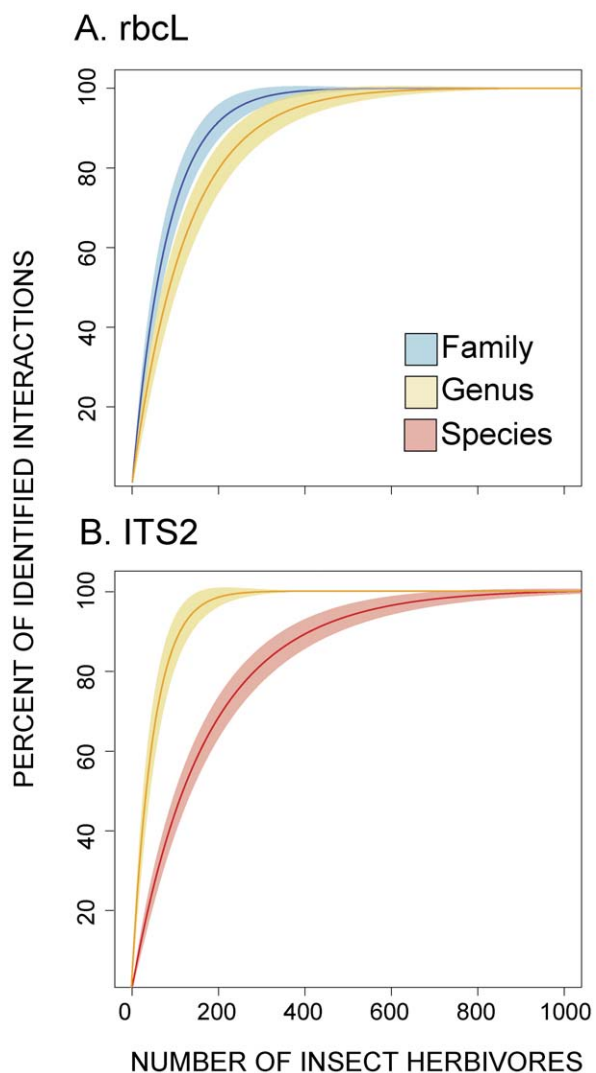 A. rbcL
100
80
60
40
20
Family
Genus
Species
B. ITS2
100
80
60
40
20
0 200 400 600 800 1000
PERCENT OF IDENTIFIED INTERACTIONS
NUMBER OF INSECT HERBIVORES